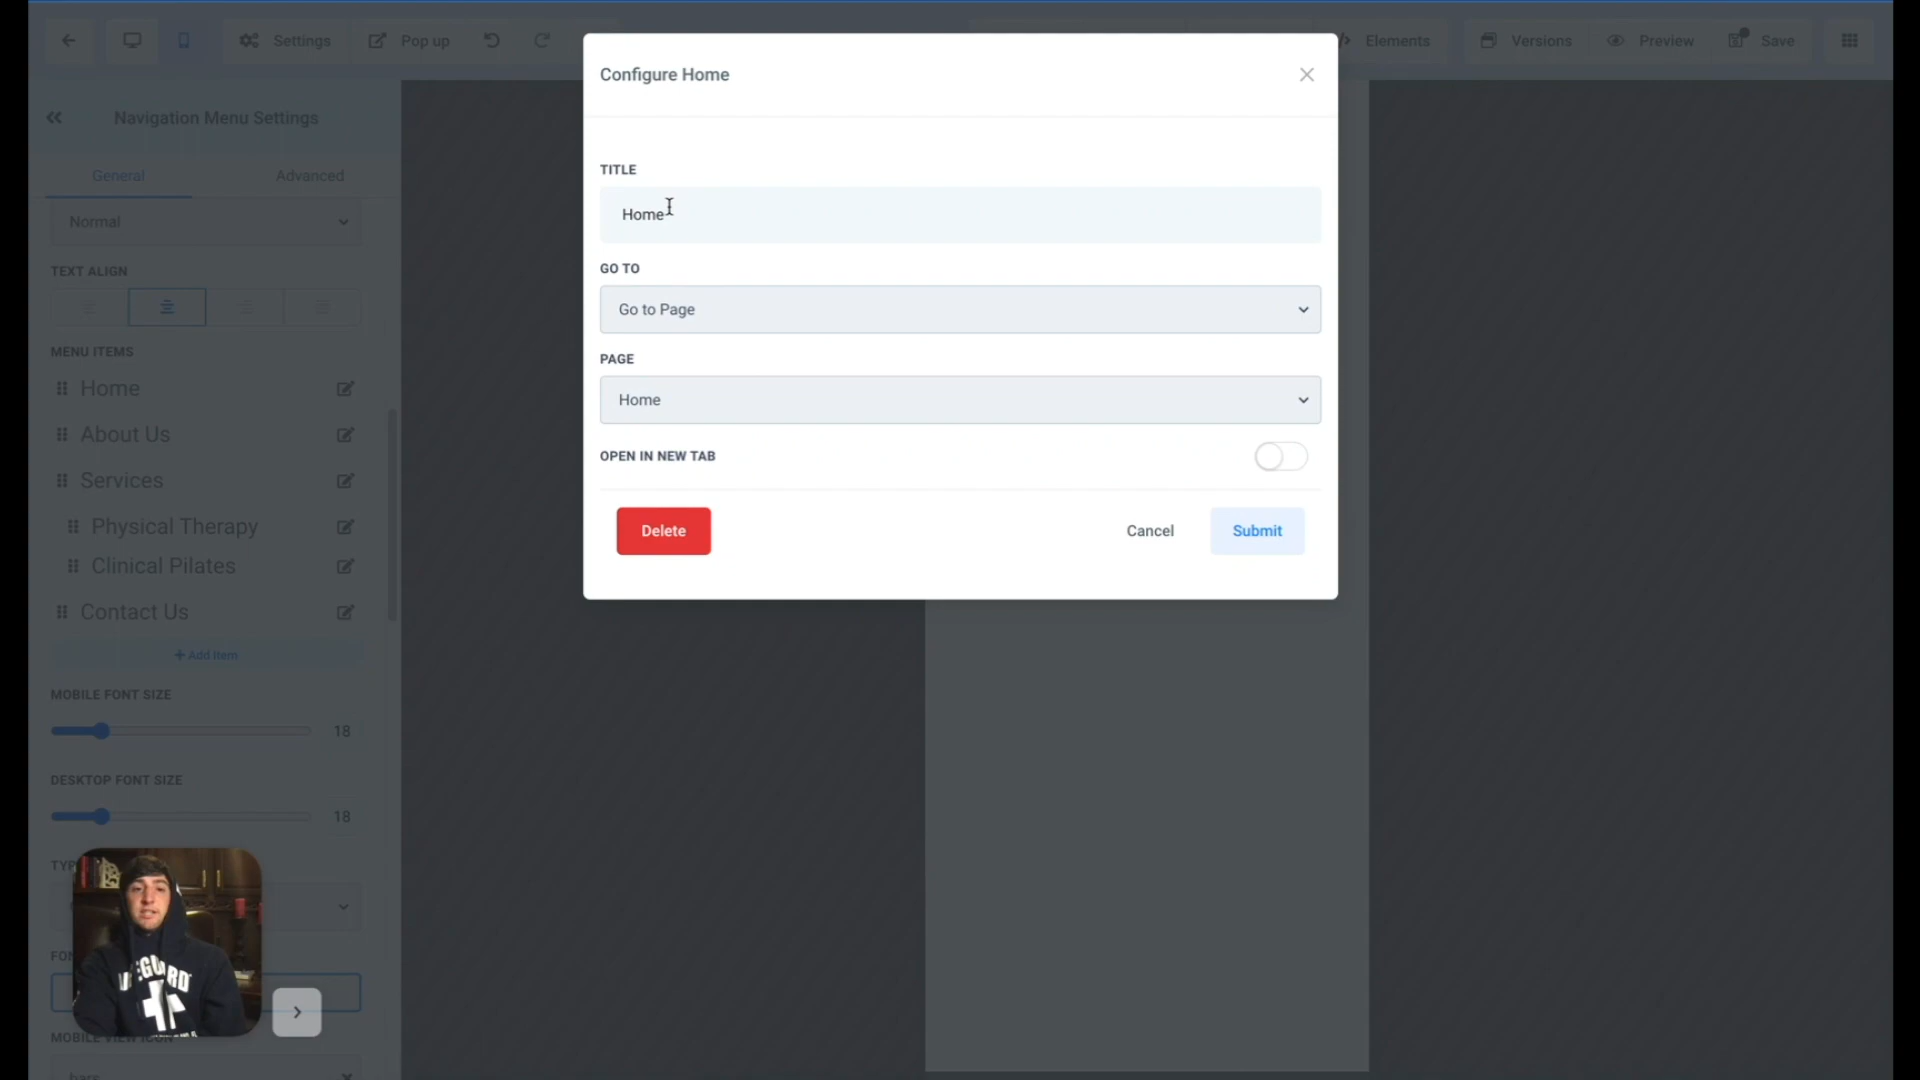 Settings
Pop up
Elements
Versions
Preview
Save
Configure Home
TITLE
Home
GO TO
Go to Page
PAGE
Home
OPEN IN NEW TAB
Delete
Cancel
Submit
Navigation Menu Settings
General
Advanced
Normal
TEXT ALIGN
MENU ITEMS
Home
About Us
Services
Physical Therapy
Clinical Pilates
Contact Us
+ Add Item
MOBILE FONT SIZE
18
DESKTOP FONT SIZE
18
MOBILE VIEW ICON
bars